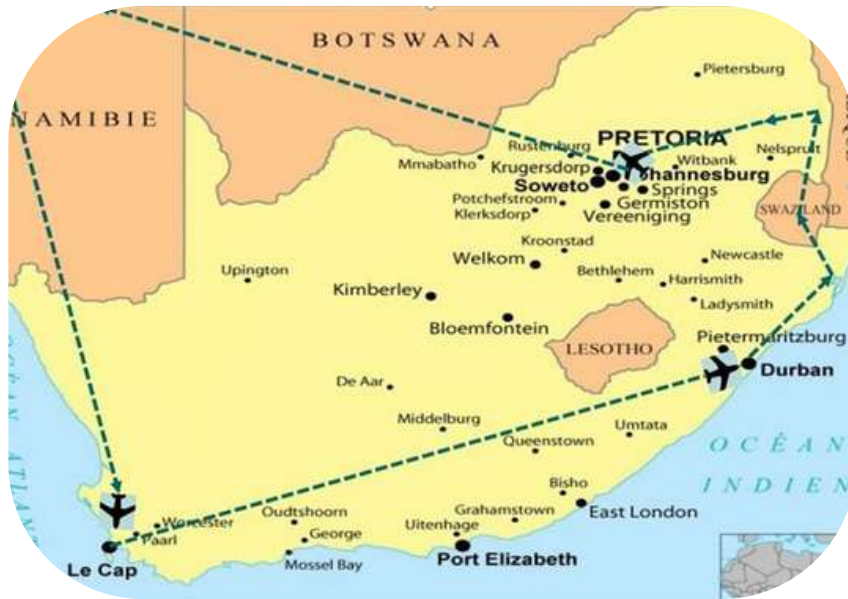 BOTSWANA
NAMIBIE
Pietersburg
PRETORIA
Rustenburg
Nelspruit
Mmabatho
Krugersdorp
Witbank
Johannesburg
Soweto
Springs
Potchefstroom
Germiston
SWAZILAND
Klerksdorp
Vereeniging
Kroonstad
Newcastle
Welkom
Upington
Bethlehem
Harrismith
Kimberley
Ladysmith
Bloemfontein
Pietermaritzburg
LESOTHO
Durban
De Aar
Middelburg
Umtata
Queenstown
OCÉAN
INDIEN
Bisho
Oudtshoorn
Grahamstown
East London
Worcester
George
Uitenhage
Paarl
Mossel Bay
Port Elizabeth
Le Cap